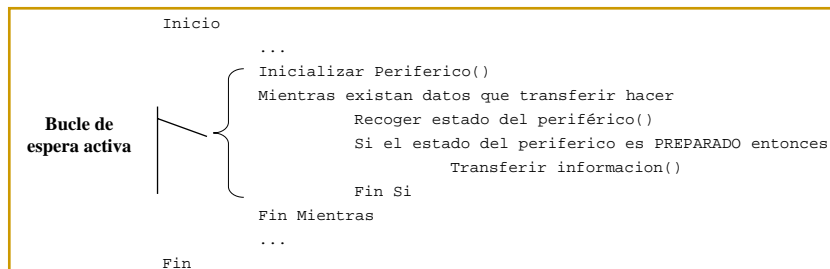 Inicio
...
Inicializar Periferico()
Mientras existan datos que transferir hacer
Bucle de
espera activa
Recoger estado del periférico()
Si el estado del periferico es PREPARADO entonces
Transferir informacion()
Fin Si
Fin Mientras
...
Fin